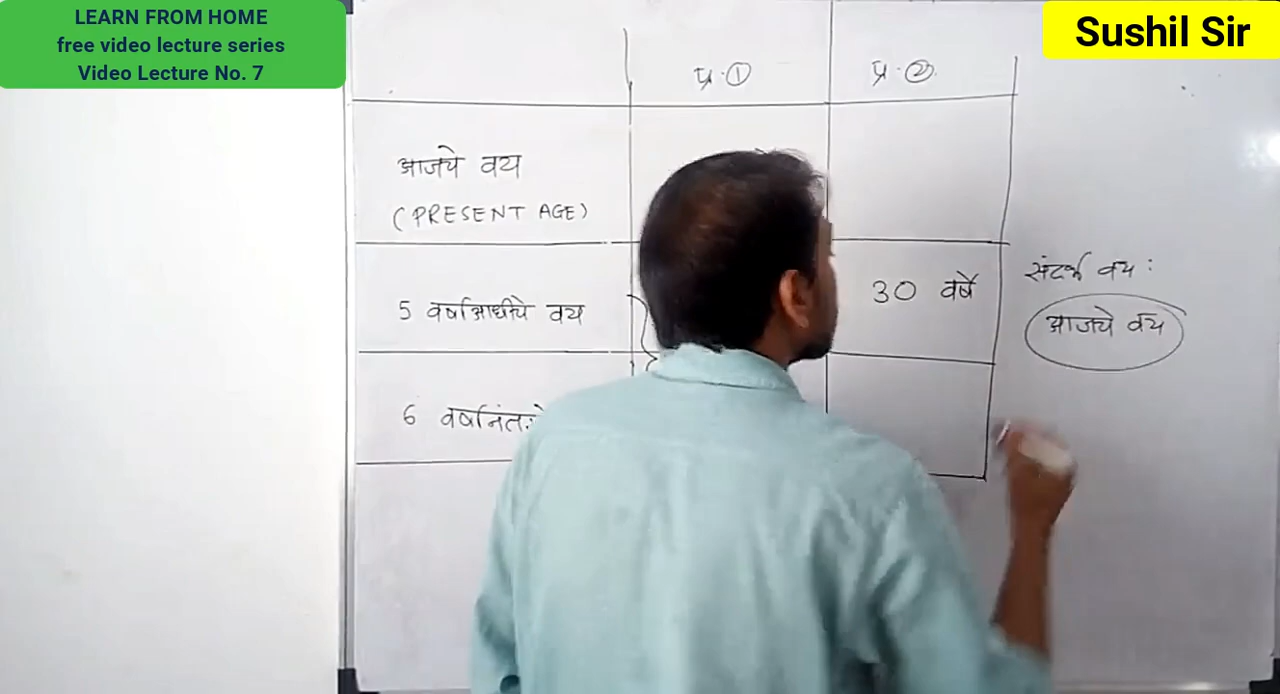 LEARN FROM HOME
free video lecture series
Video Lecture No. 7
Sushil Sir
प्र. ①
प्र. ②
आजचे वय
(PRESENT AGE)
5 वर्षाआधीचे वय
30 वर्षे
संदर्भ वय :
आजचे वय
6 वर्षानंतरचे